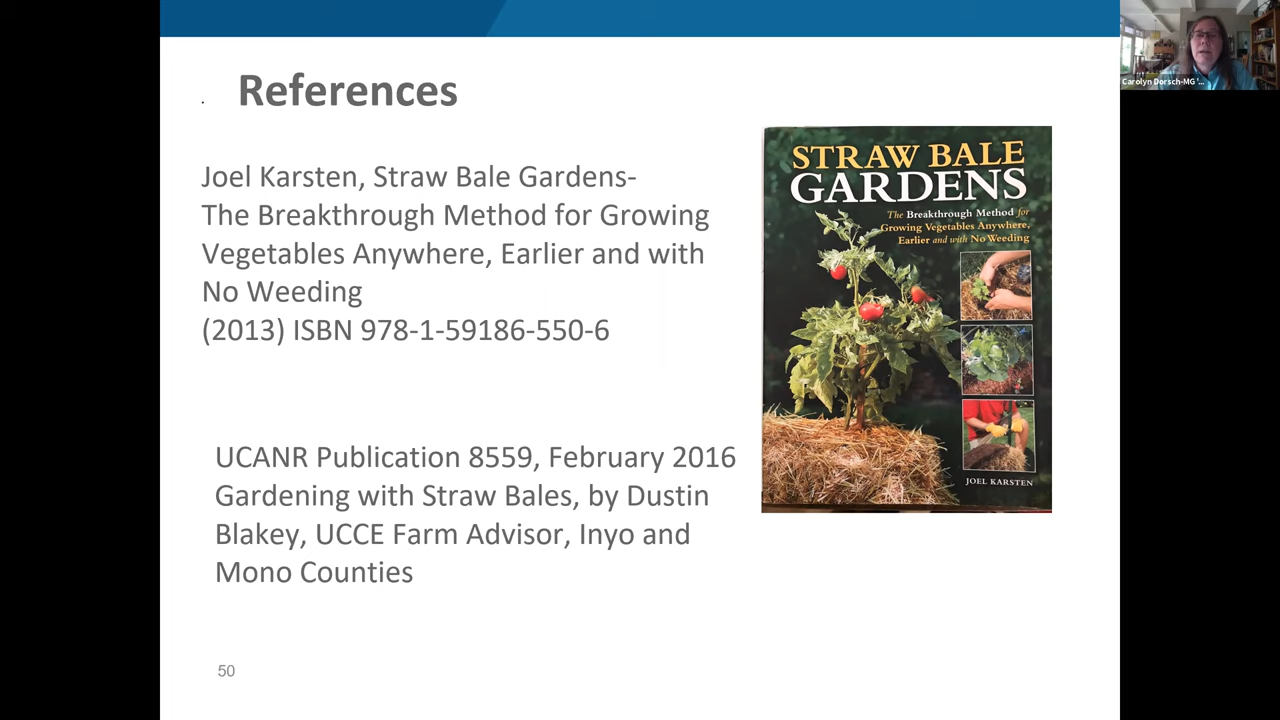 References
Joel Karsten, Straw Bale Gardens-
The Breakthrough Method for Growing
Vegetables Anywhere, Earlier and with
No Weeding
(2013) ISBN 978-1-59186-550-6
UCANR Publication 8559, February 2016
Gardening with Straw Bales, by Dustin
Blakey, UCCE Farm Advisor, Inyo and
Mono Counties
50
STRAW BALE
GARDENS
The Breakthrough Method for
Growing Vegetables Anywhere,
Earlier and with No Weeding
JOEL KARSTEN
Carolyn Dorsch-MG '...